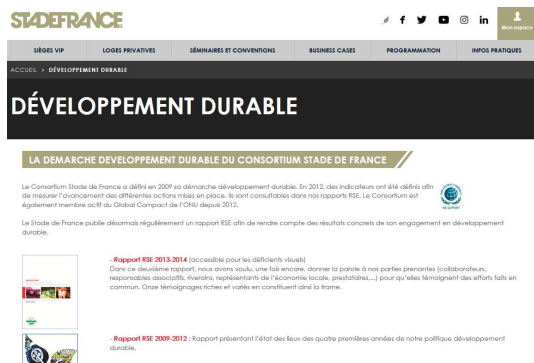 STADEFRANCE
Mon espace
SIÈGES VIP
LOGES PRIVATIVES
SÉMINAIRES ET CONVENTIONS
BUSINESS CASES
PROGRAMMATION
INFOS PRATIQUES
ACCUEIL > DÉVELOPPEMENT DURABLE
DÉVELOPPEMENT DURABLE
LA DEMARCHE DEVELOPPEMENT DURABLE DU CONSORTIUM STADE DE FRANCE
Le Consortium Stade de France a défini en 2009 sa démarche développement durable. En 2012, des indicateurs ont été définis afin
de mesurer l'avancement des différentes actions mises en place. Ils sont consultables dans nos rapports RSE. Le Consortium est
également membre actif du Global Compact de l'ONU depuis 2012.
WE SUPPORT
Le Stade de France publie désormais régulièrement un rapport RSE afin de rendre compte des résultats concrets de son engagement en développement
durable.
- Rapport RSE 2013-2014 (accessible pour les déficients visuels)
Dans ce deuxième rapport, nous avons voulu, une fois encore, donner la parole à nos parties prenantes (collaborateurs,
responsables associatifs, riverains, représentants de l'économie locale, prestataires,...) pour qu'elles témoignent des efforts faits en
commun. Onze témoignages riches et variés en constituent ainsi la trame.
- Rapport RSE 2009-2012 : Rapport présentant l'état des lieux des quatre premières années de notre politique développement
durable.